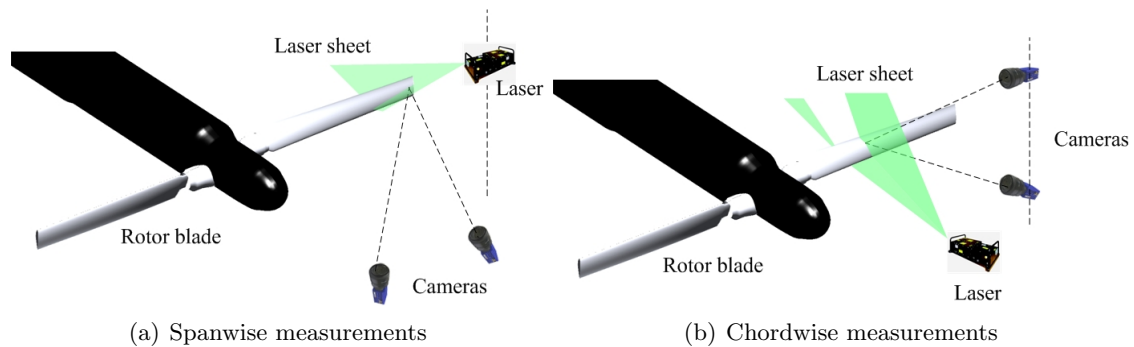 Laser sheet
Laser
Rotor blade
Cameras
(a) Spanwise measurements
Laser sheet
Cameras
Rotor blade
Laser
(b) Chordwise measurements